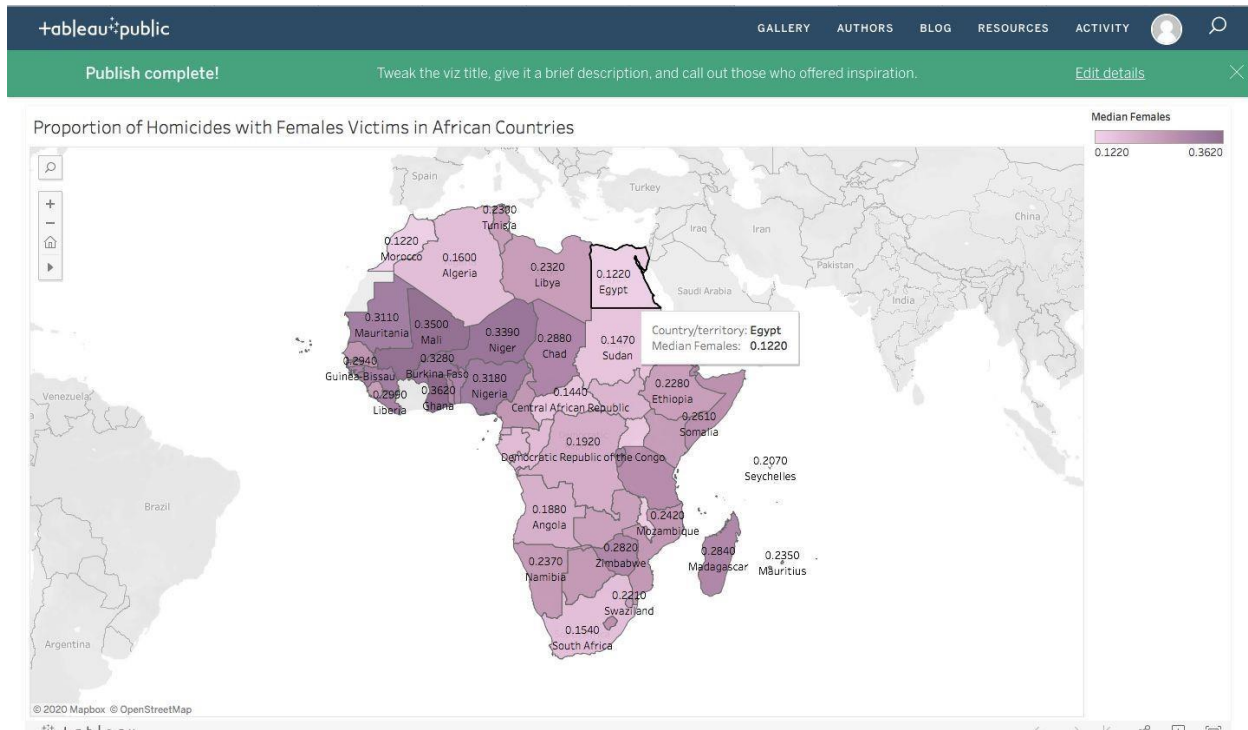 +ableau public
GALLERY AUTHORS BLOG RESOURCES ACTIVITY
Publish complete!
Tweak the viz title, give it a brief description, and call out those who offered inspiration.
Edit details
Proportion of Homicides with Females Victims in African Countries
Median Females
0.1220 0.3620
Spain
Turkey
China
Iraq
Iran
Pakistan
India
Saudi Arabia
Venezuela
Brazil
Argentina
0.2300
Tunisia
0.1220
Morocco
0.1600
Algeria
0.2320
Libya
0.1220
Egypt
Country/territory: Egypt
Median Females: 0.1220
0.3110
Mauritania
0.3500
Mali
0.3390
Niger
0.2880
Chad
0.1470
Sudan
0.2940
Guinea-Bissau
0.3280
Burkina Faso
0.3180
Nigeria
0.2990
Liberia
0.3620
Ghana
0.1440
Central African Republic
0.2280
Ethiopia
0.2610
Somalia
0.1920
Democratic Republic of the Congo
0.2070
Seychelles
0.1880
Angola
0.2420
Mozambique
0.2370
Namibia
0.2820
Zimbabwe
0.2840
Madagascar
0.2350
Mauritius
0.2210
Swaziland
0.1540
South Africa
© 2020 Mapbox © OpenStreetMap